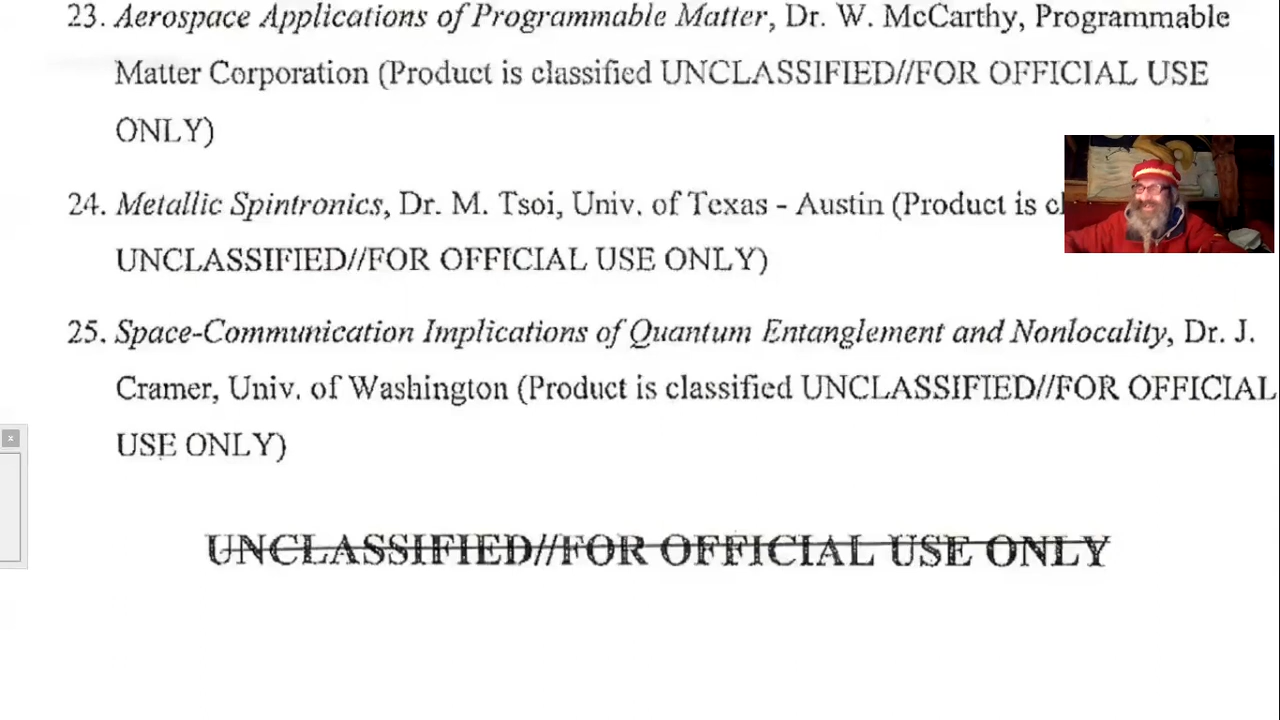 23. Aerospace Applications of Programmable Matter, Dr. W. McCarthy, Programmable
Matter Corporation (Product is classified UNCLASSIFIED//FOR OFFICIAL USE
ONLY)
24. Metallic Spintronics, Dr. M. Tsoi, Univ. of Texas - Austin (Product is cl
UNCLASSIFIED//FOR OFFICIAL USE ONLY)
25. Space-Communication Implications of Quantum Entanglement and Nonlocality, Dr. J.
Cramer, Univ. of Washington (Product is classified UNCLASSIFIED//FOR OFFICIAL
USE ONLY)
UNCLASSIFIED//FOR OFFICIAL USE ONLY